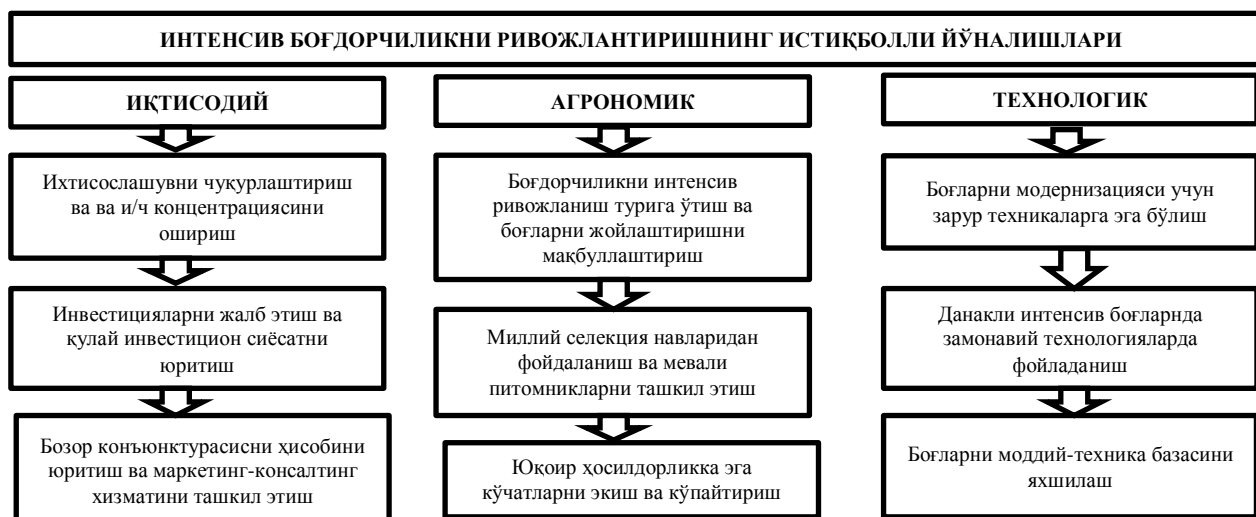 ИНТЕНСИВ БОҒДОРЧИЛИКНИ РИВОЖЛАНТИРИШНИНГ ИСТИҚБОЛЛИ ЙЎНАЛИШЛАРИ
ИҚТИСОДИЙ
Ихтисослашувни чуқурлаштириш
ва ва и/ч концентрациясини
ошириш
Инвестицияларни жалб этиш ва
қулай инвестицион сиёсатни
юритиш
Бозор конъюнктурасисни ҳисобини
юритиш ва маркетинг-консалтинг
хизматини ташкил этиш
АГРОНОМИК
Боғдорчиликни интенсив
ривожланиш турига ўтиш ва
боғларни жойлаштиришни
мақбуллаштириш
Миллий селекция навларидан
фойдаланиш ва мевали
питомникларни ташкил этиш
Юқоир ҳосилдорликка эга
кўчатларни экиш ва кўпайтириш
ТЕХНОЛОГИК
Боғларни модернизацияси учун
зарур техникаларга эга бўлиш
Данакли интенсив боғларнда
замонавий технологияларда
фойладаниш
Боғларни моддий-техника базасини
яхшилаш